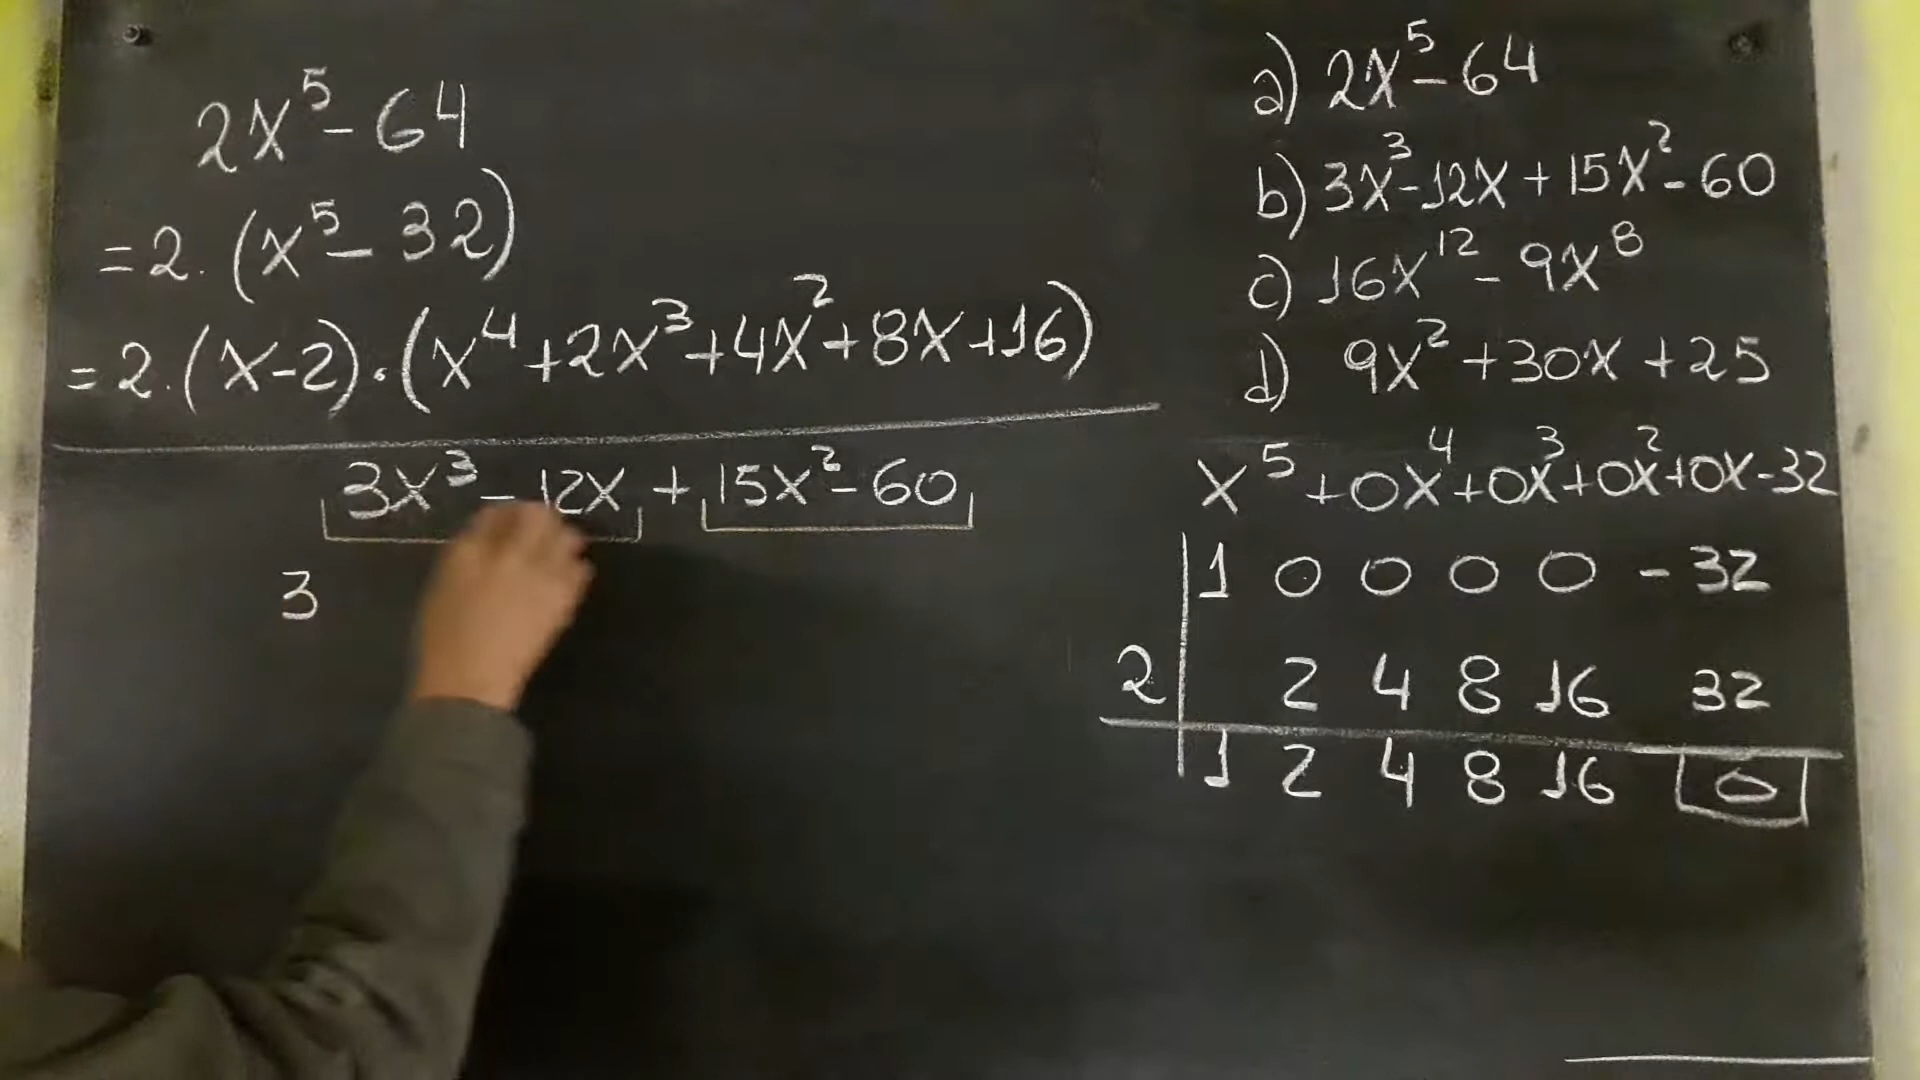 2x⁵-64
=2.(x⁵-32)
=2.(x-2).(x⁴+2x³+4x²+8x+16)
3x³-12x+15x²-60
3
a) 2x⁵-64
b) 3x³-12x+15x²-60
c) 16x¹²-9x⁸
d) 9x²+30x+25
x⁵+0x⁴+0x³+0x²+0x-32
1 0 0 0 0 -32
2 2 4 8 16 32
1 2 4 8 16 0